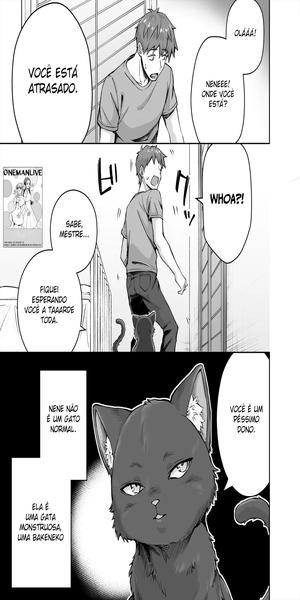 OLÁÁÁ!
NENEEE!
ONDE VOCÊ
ESTÁ?
VOCÊ ESTÁ
ATRASADO.
WHOA?!
ONEMANLIVE
SABE,
MESTRE...
FIQUEI
ESPERANDO
VOCÊ A
TAAARDE
TODA.
VOCÊ É UM
PÉSSIMO
DONO.
NENE NÃO É
UM GATO
NORMAL.
ELA É
UMA GATA
MONSTRUOSA,
UMA BAKENEKO